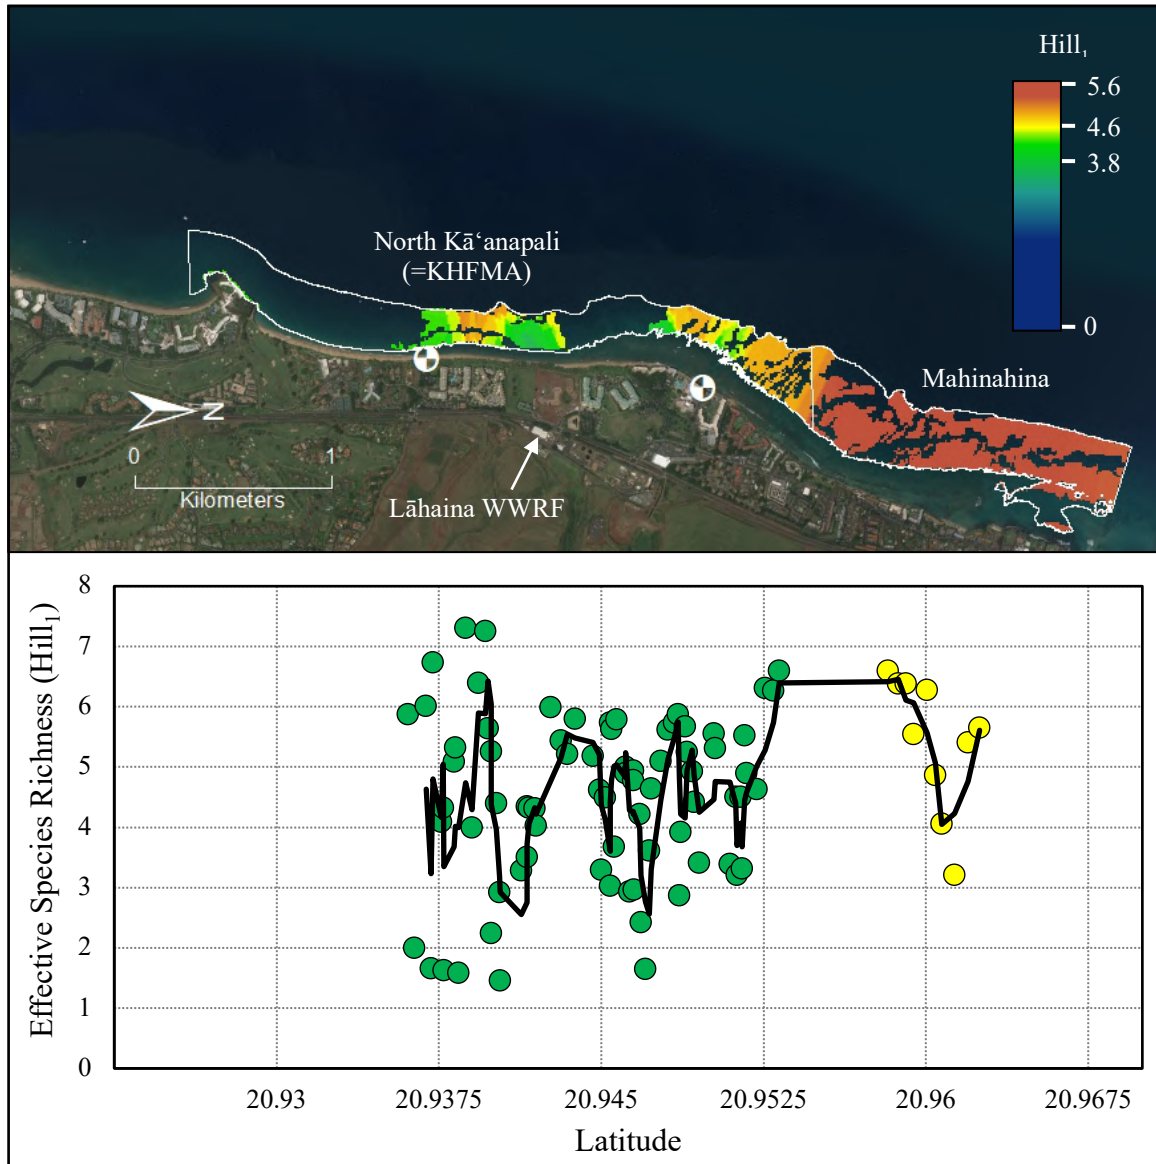 Hill₁
5.6
4.6
3.8
0
North Kā‘anapali
(=KHFMA)
Mahinahina
N
0 1
Kilometers
Lāhaina WWRF
Effective Species Richness (Hill₁)
8
7
6
5
4
3
2
1
0
20.93 20.9375 20.945 20.9525 20.96 20.9675
Latitude